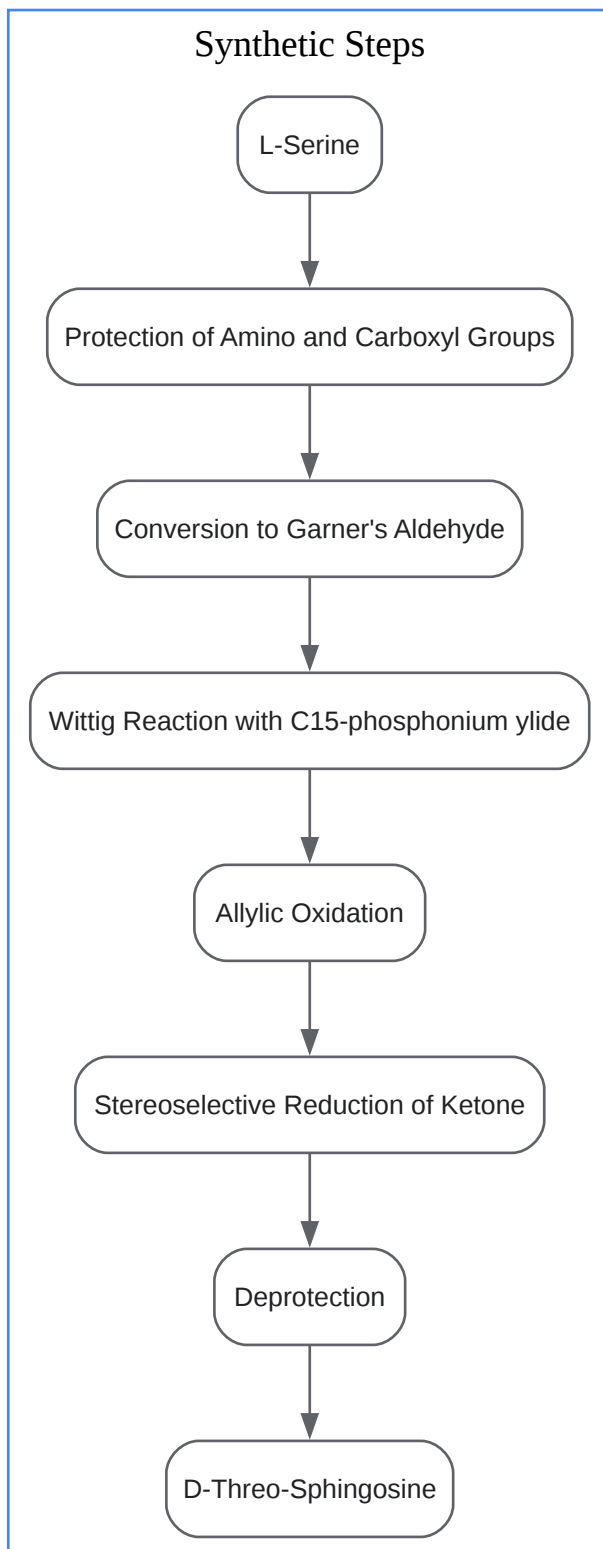 Synthetic Steps
L-Serine
Protection of Amino and Carboxyl Groups
Conversion to Garner's Aldehyde
Wittig Reaction with C15-phosphonium ylide
Allylic Oxidation
Stereoselective Reduction of Ketone
Deprotection
D-Threo-Sphingosine